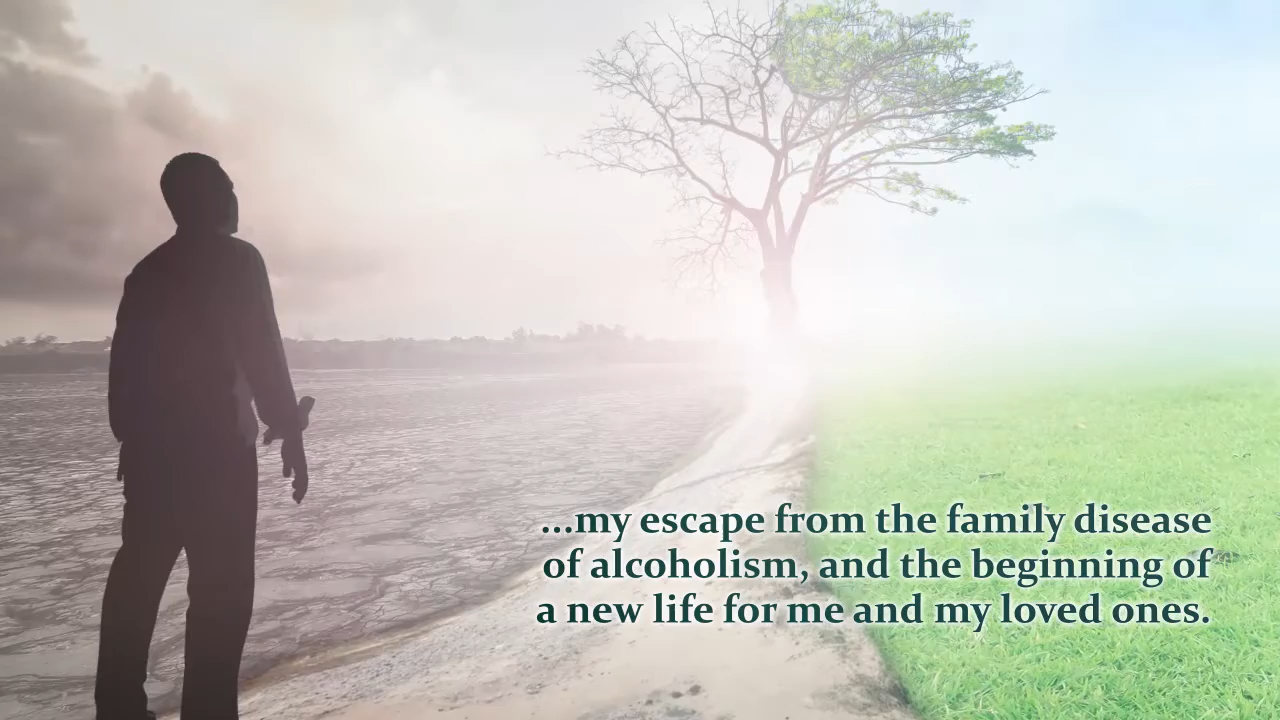 ...my escape from the family disease
of alcoholism, and the beginning of
a new life for me and my loved ones.